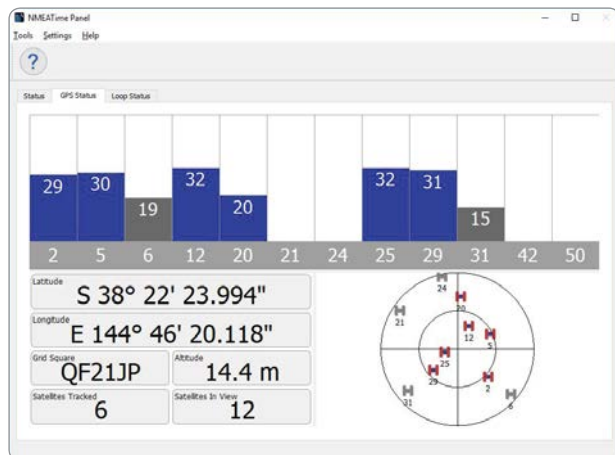 NMEATime Panel
Tools Settings Help
?
Status GPS Status Loop Status
29 30 19 32 20 32 31 15
2 5 6 12 20 21 24 25 29 31 42 50
Latitude
S 38° 22' 23.994"
Longitude
E 144° 46' 20.118"
Grid Square Altitude
QF21JP 14.4 m
Satellites Tracked Satellites In View
6 12
24
20
21
12
5
25
29
2
31
6